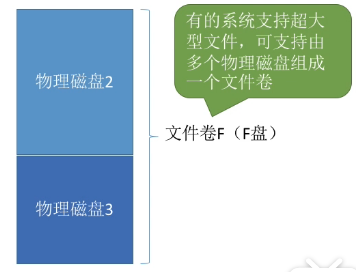 有的系统支持超大
型文件，可支持由
多个物理磁盘组成
一个文件卷
物理磁盘2
文件卷F（F盘）
物理磁盘3